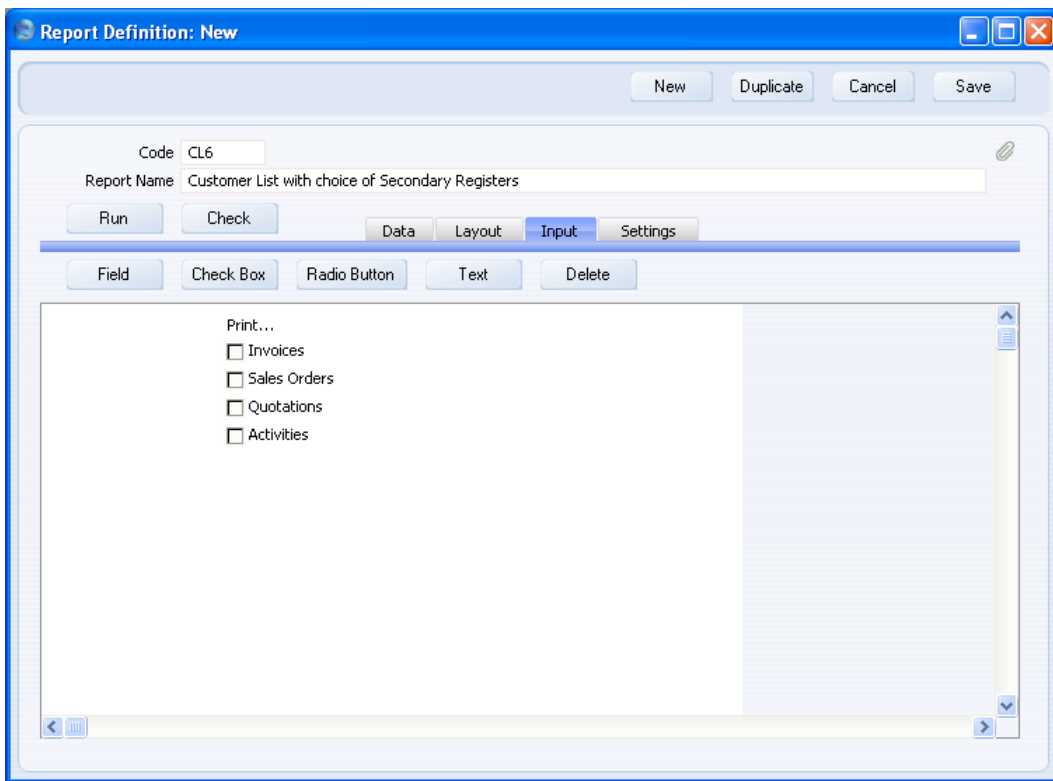 Report Definition: New
New Duplicate Cancel Save
Code CL6
Report Name Customer List with choice of Secondary Registers
Run Check Data Layout Input Settings
Field Check Box Radio Button Text Delete
Print...
Invoices
Sales Orders
Quotations
Activities